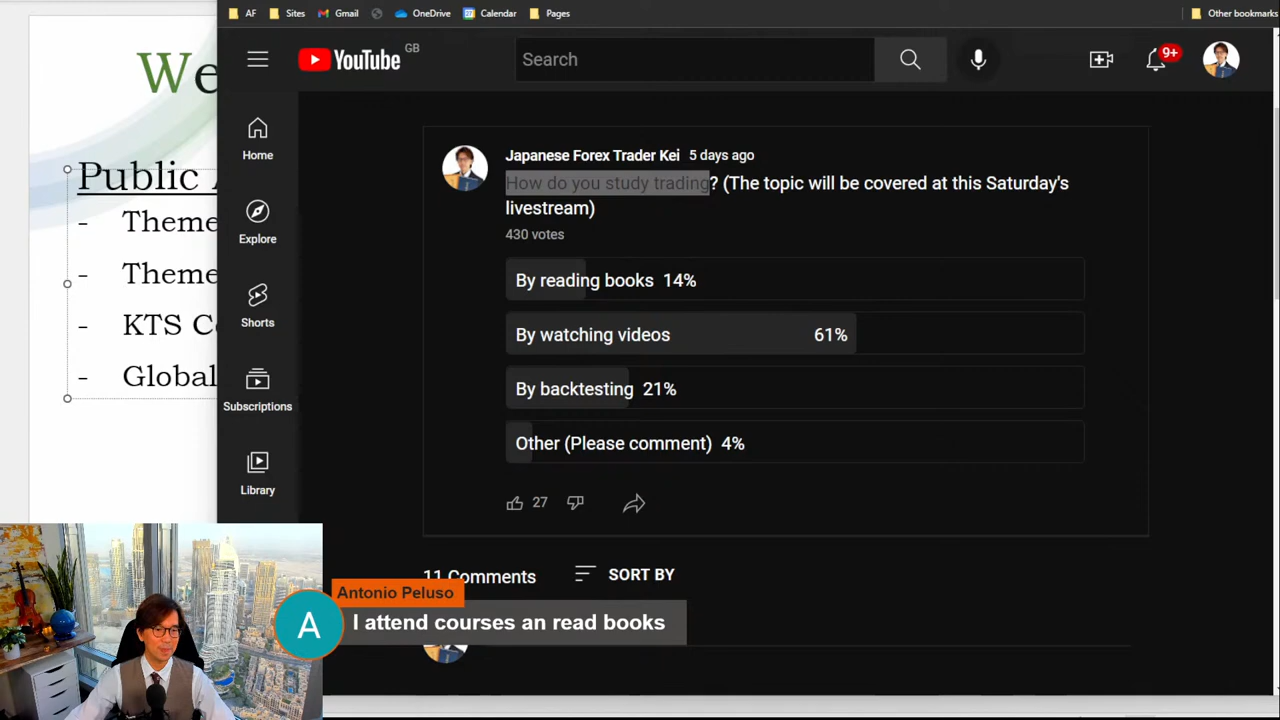 AF Sites Gmail OneDrive Calendar Pages Other bookmarks
YouTube GB Search 9+
We
Public
- Theme
- Theme
- KTS
- Global
Home
Explore
Shorts
Subscriptions
Library
Japanese Forex Trader Kei 5 days ago
How do you study trading? (The topic will be covered at this Saturday's
livestream)
430 votes
By reading books 14%
By watching videos 61%
By backtesting 21%
Other (Please comment) 4%
27
11 Comments SORT BY
Antonio Peluso
A I attend courses an read books